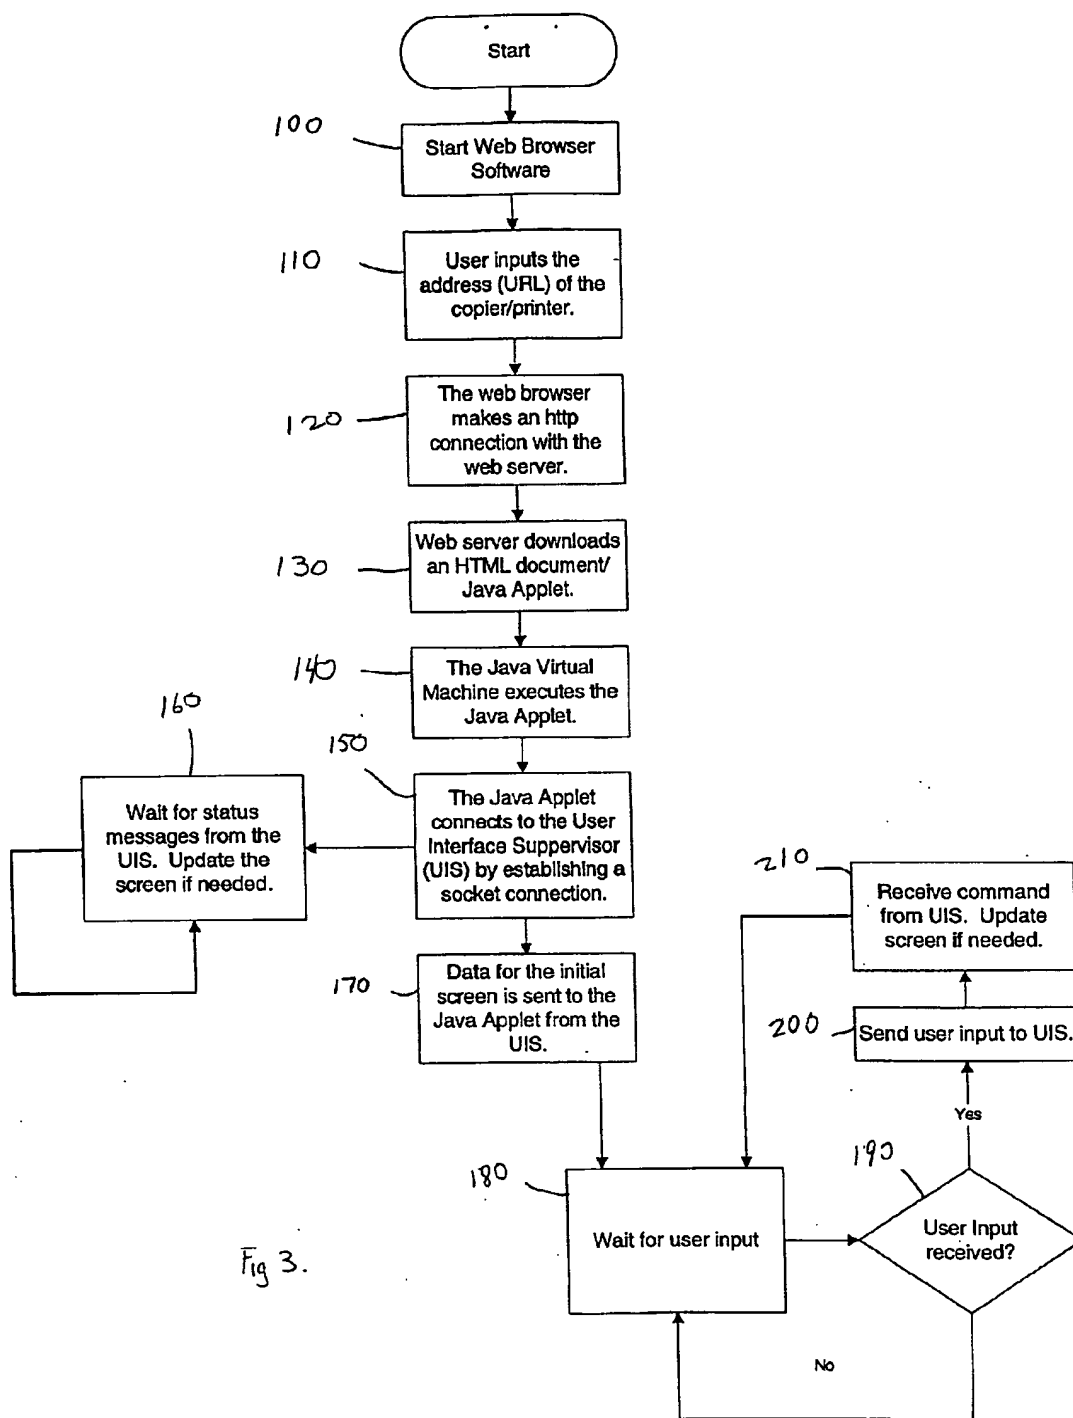 Start
100
Start Web Browser
Software
110
User inputs the
address (URL) of the
copier/printer.
120
The web browser
makes an http
connection with the
web server.
130
Web server downloads
an HTML document/
Java Applet.
140
The Java Virtual
Machine executes the
Java Applet.
150
The Java Applet
connects to the User
Interface Suppervisor
(UIS) by establishing a
socket connection.
160
Wait for status
messages from the
UIS. Update the
screen if needed.
170
Data for the initial
screen is sent to the
Java Applet from the
UIS.
180
Wait for user input
190
User Input
received?
Yes
No
200
Send user input to UIS.
210
Receive command
from UIS. Update
screen if needed.
Fig 3.